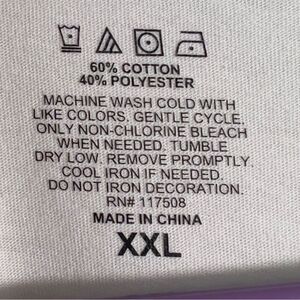 60% COTTON
40% POLYESTER
MACHINE WASH COLD WITH
LIKE COLORS, GENTLE CYCLE.
ONLY NON-CHLORINE BLEACH
WHEN NEEDED. TUMBLE
DRY LOW. REMOVE PROMPTLY.
COOL IRON IF NEEDED.
DO NOT IRON DECORATION.
RN# 117508
MADE IN CHINA
XXL